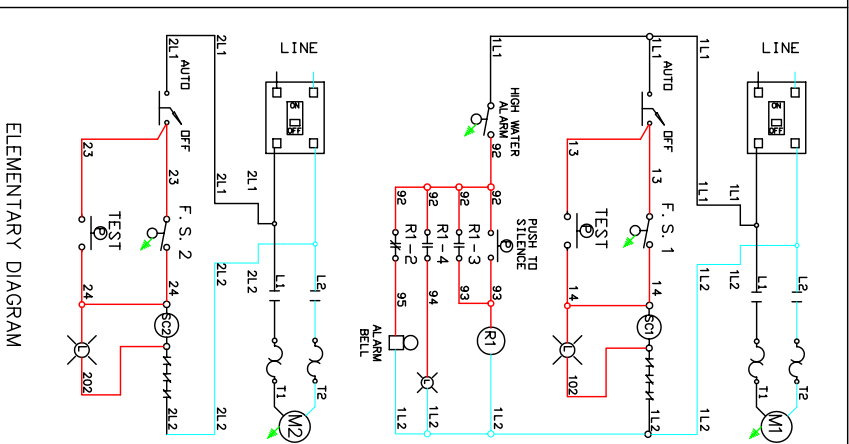 LINE
ON
OFF
2L1
2L1
2L1
2L1
AUTO
OFF
23
23
F. S. 2
TEST
P
24
24
SC2
L
202
2L2
2L2
2L2
2L2
L1
L2
T1
T2
M2
ELEMENTARY DIAGRAM
1L1
HIGH WATER
ALARM
92
92
92
92
92
PUSH TO
SILENCE
P
R1-3
R1-4
R1-2
93
93
94
95
R1
L
ALARM
BELL
1L2
1L2
1L2
LINE
ON
OFF
1L1
1L1
1L1
1L1
AUTO
OFF
13
13
F. S. 1
TEST
P
14
14
SC1
L
102
1L2
1L2
1L2
1L2
L1
L2
T1
T2
M1